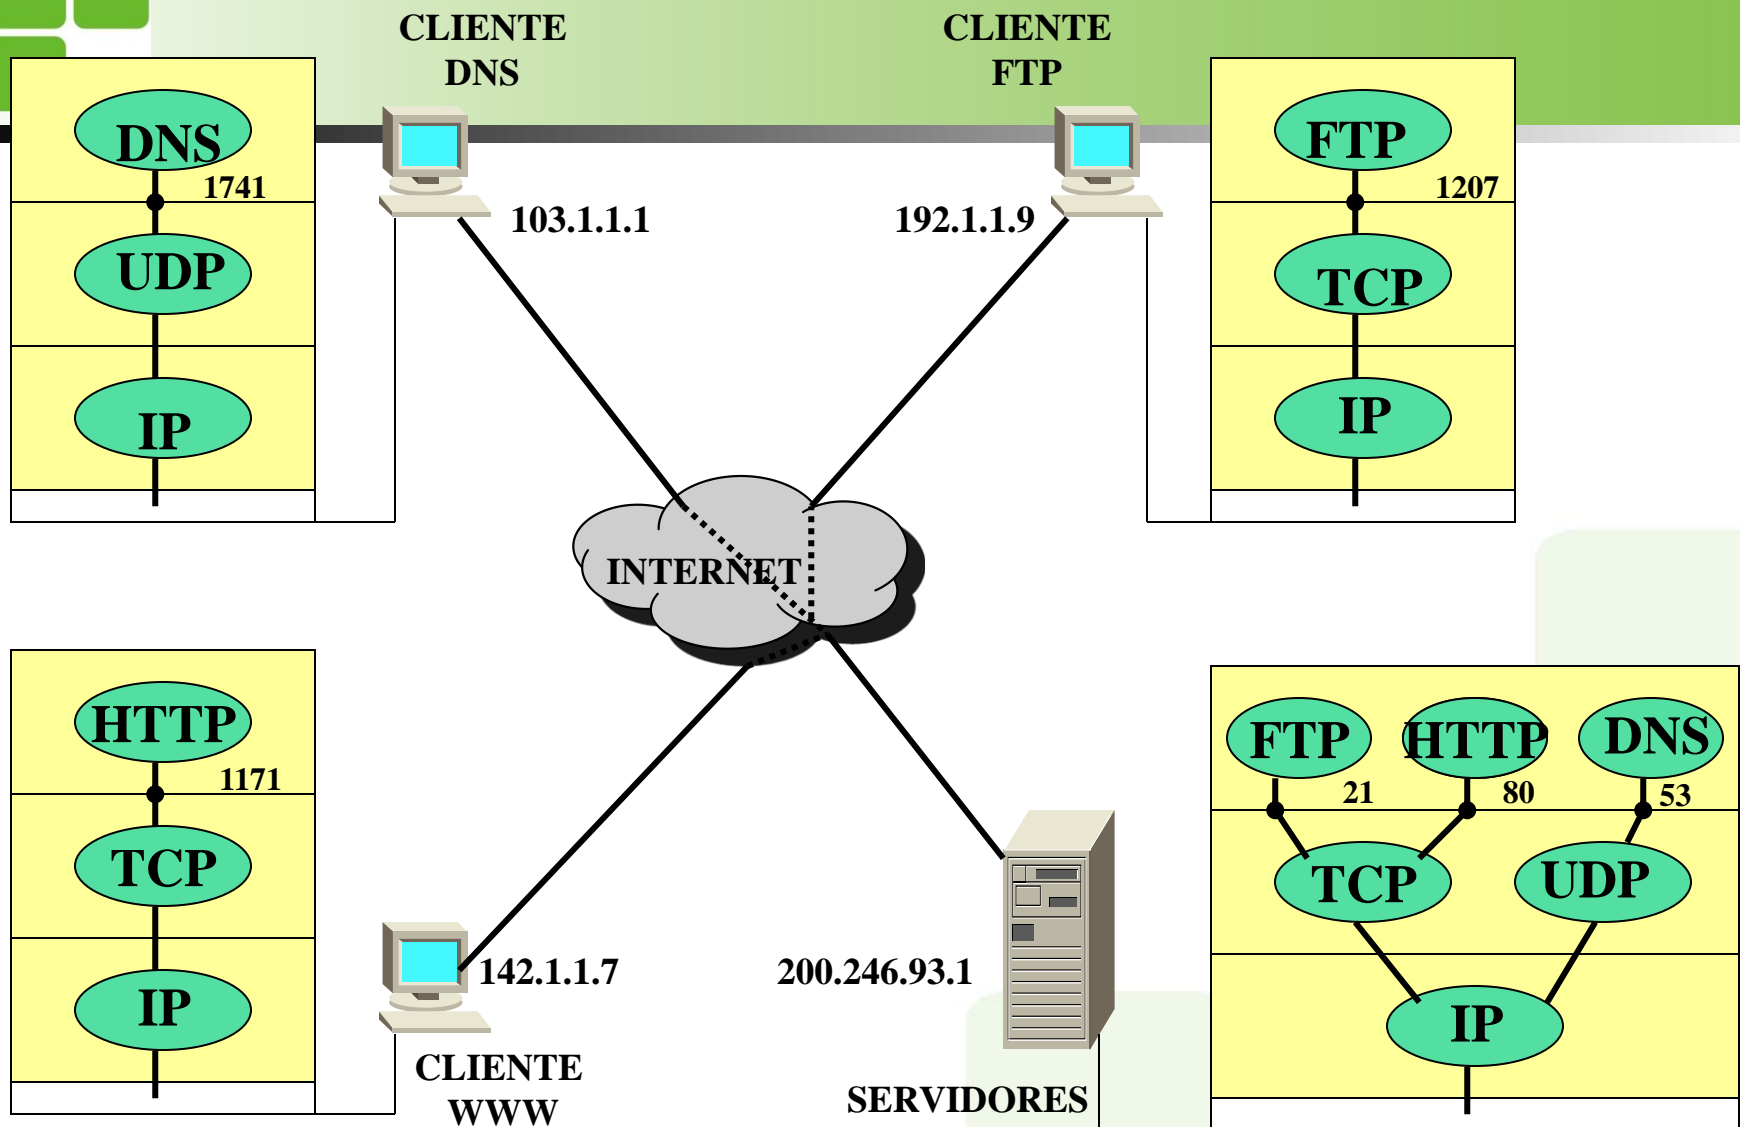 CLIENTE
DNS
CLIENTE
FTP
DNS
1741
UDP
IP
103.1.1.1
192.1.1.9
FTP
1207
TCP
IP
INTERNET
HTTP
1171
TCP
IP
142.1.1.7
CLIENTE
WWW
200.246.93.1
SERVIDORES
FTP
HTTP
DNS
21
80
53
TCP
UDP
IP